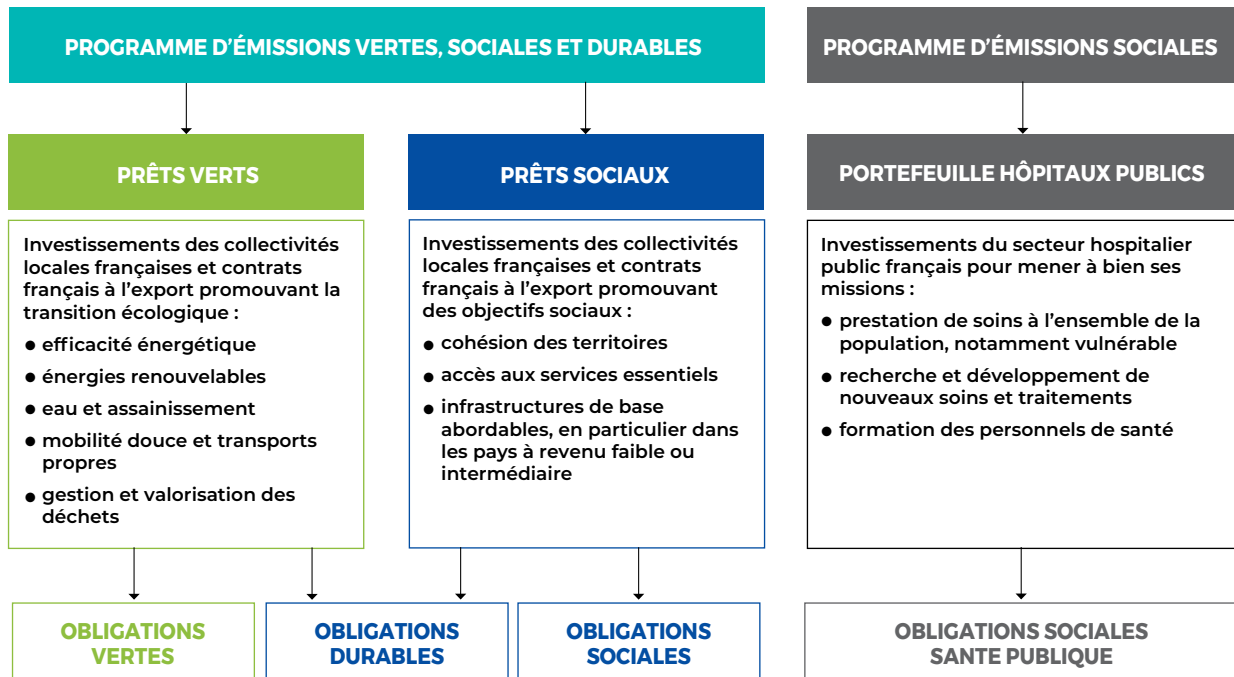 PROGRAMME D'ÉMISSIONS VERTES, SOCIALES ET DURABLES
PRÊTS VERTS
Investissements des collectivités
locales françaises et contrats
français à l'export promouvant la
transition écologique :
● efficacité énergétique
● énergies renouvelables
● eau et assainissement
● mobilité douce et transports
propres
● gestion et valorisation des
déchets
PRÊTS SOCIAUX
Investissements des collectivités
locales françaises et contrats
français à l'export promouvant
des objectifs sociaux :
● cohésion des territoires
● accès aux services essentiels
● infrastructures de base
abordables, en particulier dans
les pays à revenu faible ou
intermédiaire
OBLIGATIONS
VERTES
OBLIGATIONS
DURABLES
OBLIGATIONS
SOCIALES
PROGRAMME D'ÉMISSIONS SOCIALES
PORTEFEUILLE HÔPITAUX PUBLICS
Investissements du secteur hospitalier
public français pour mener à bien ses
missions :
● prestation de soins à l'ensemble de la
population, notamment vulnérable
● recherche et développement de
nouveaux soins et traitements
● formation des personnels de santé
OBLIGATIONS SOCIALES
SANTE PUBLIQUE